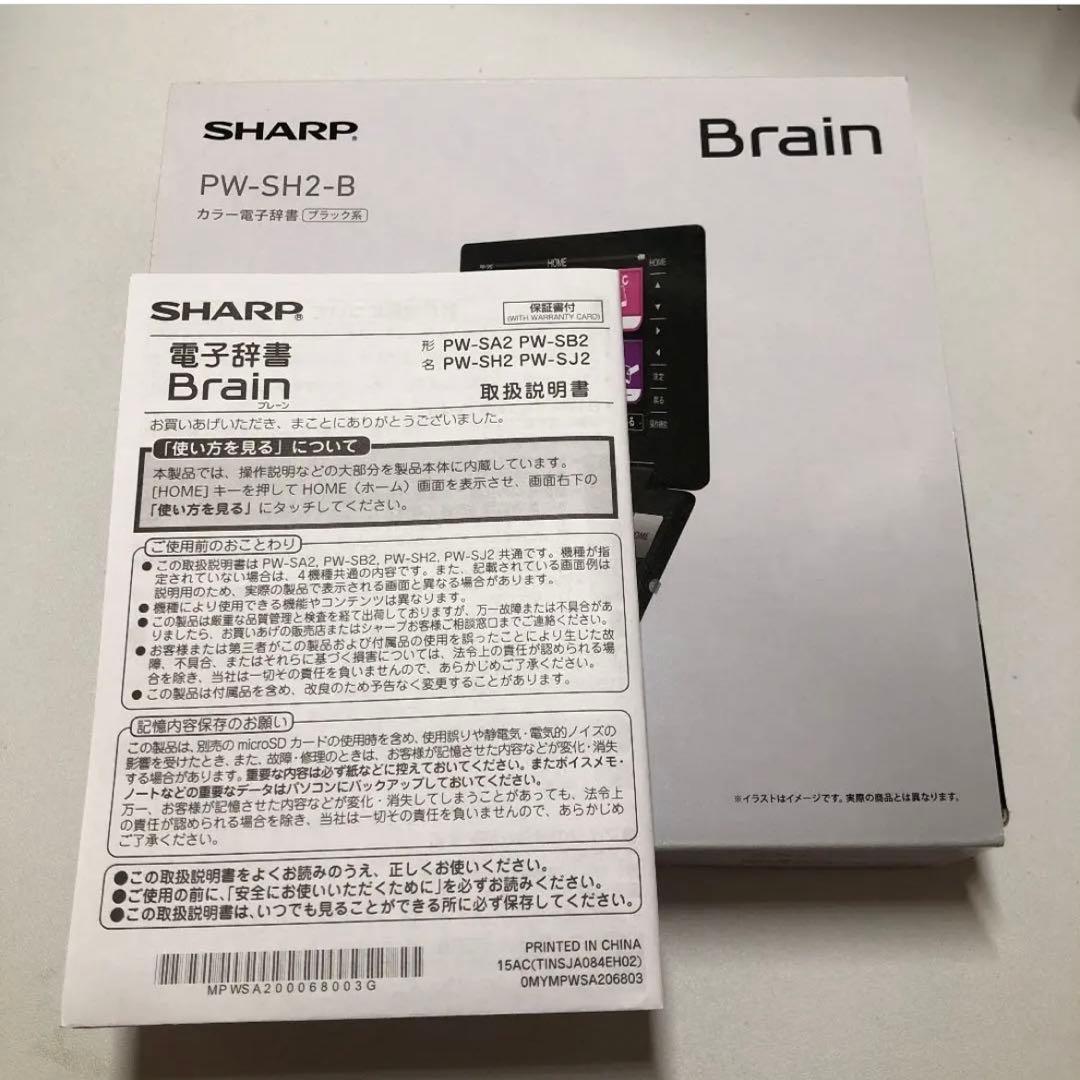 SHARP®
Brain
PW-SH2-B
カラー電子辞書 ブラック系
HOME
HOME
設定
戻る
SHARP®
保証書付
(WITH WARRANTY CARD)
電子辞書
Brain
ブレーン
形名 PW-SA2 PW-SB2
PW-SH2 PW-SJ2
取扱説明書
お買いあげいただき、まことにありがとうございました。
「使い方を見る」について
本製品では、操作説明などの大部分を製品本体に内蔵しています。
[HOME] キーを押して HOME（ホーム）画面を表示させ、画面右下の
「使い方を見る」にタッチしてください。
ご使用前のおことわり
● この取扱説明書は PW-SA2, PW-SB2, PW-SH2, PW-SJ2 共通です。機種が指
定されていない場合は、4機種共通の内容です。また、記載されている画面例は
説明用のため、実際の製品で表示される画面と異なる場合があります。
● 機種により使用できる機能やコンテンツは異なります。
● この製品は厳重な品質管理と検査を経て出荷しておりますが、万一故障または不具合があ
りましたら、お買いあげの販売店またはシャープお客様ご相談窓口までご連絡ください。
● お客様または第三者がこの製品および付属品の使用を誤ったことにより生じた故
障、不具合、またはそれらに基づく損害については、法令上の責任が認められる場
合を除き、当社は一切その責任を負いませんので、あらかじめご了承ください。
● この製品は付属品を含め、改良のため予告なく変更することがあります。
記憶内容保存のお願い
この製品は、別売の microSD カードの使用時を含め、使用誤りや静電気・電気的ノイズの
影響を受けたとき、また、故障・修理のときは、お客様が記憶させた内容などが変化・消失
する場合があります。重要な内容は必ず紙などに控えておいてください。またボイスメモ・
ノートなどの重要なデータはパソコンにバックアップしておいてください。
万一、お客様が記憶させた内容などが変化・消失してしまうことがあっても、法令上
の責任が認められる場合を除き、当社は一切その責任を負いませんので、あらかじめ
ご了承ください。
●この取扱説明書をよくお読みのうえ、正しくお使いください。
●ご使用の前に、「安全にお使いいただくために」を必ずお読みください。
●この取扱説明書は、いつでも見ることができる所に必ず保存してください。
MPWSA200068003G
PRINTED IN CHINA
15AC(TINSJA084EH02)
0MYMPWSA206803
※イラストはイメージです。実際の商品とは異なります。